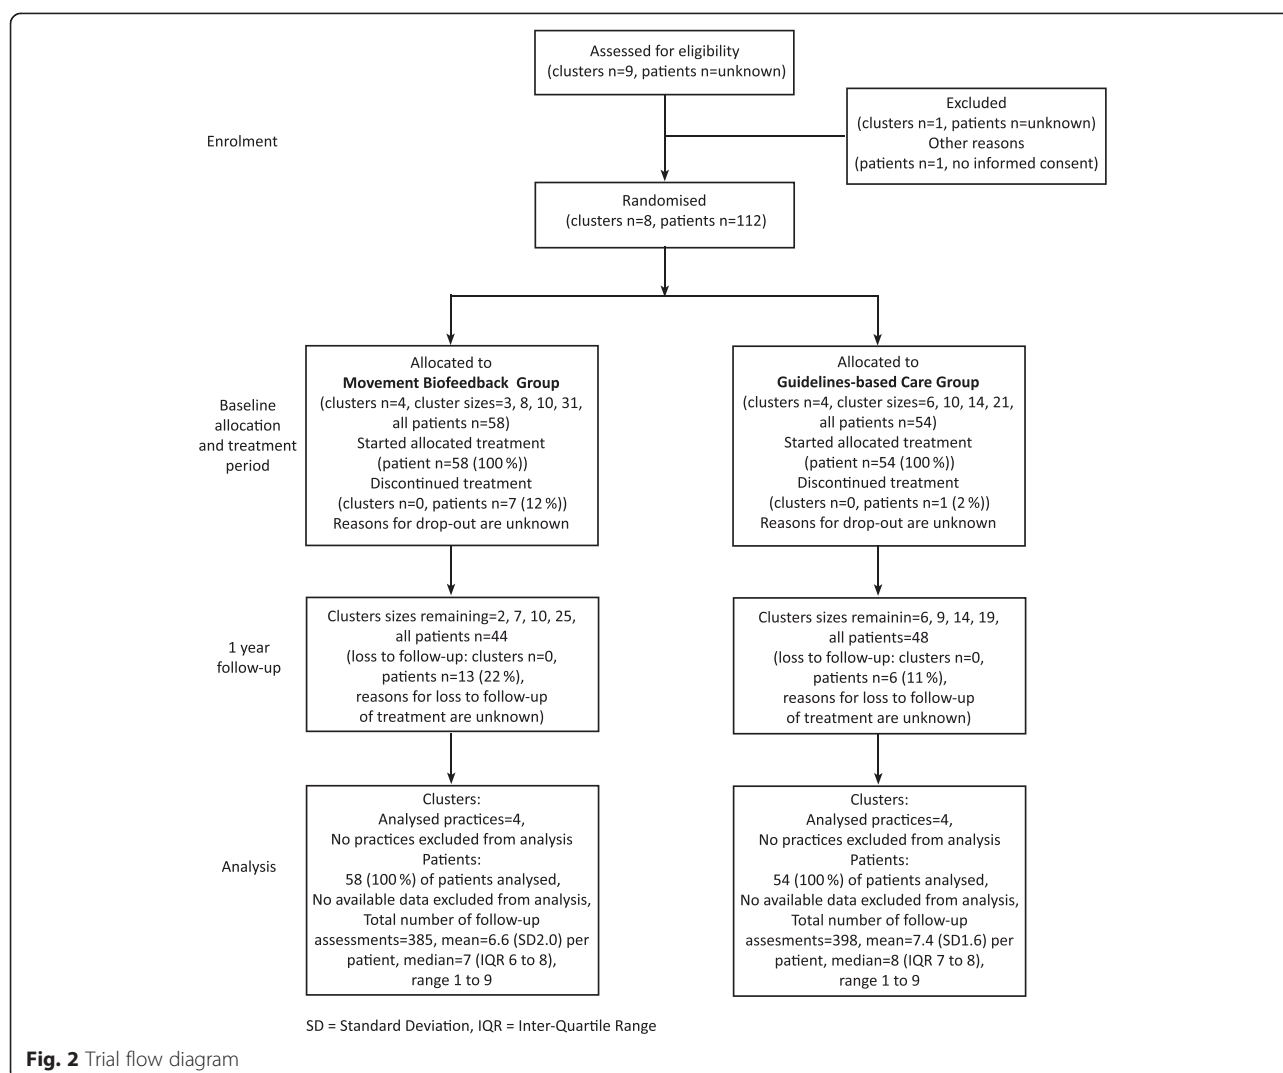 Assessed for eligibility
(clusters n=9, patients n=unknown)
Excluded
(clusters n=1, patients n=unknown)
Other reasons
(patients n=1, no informed consent)
Enrolment
Randomised
(clusters n=8, patients n=112)
Baseline
allocation
and treatment
period
Allocated to
Movement Biofeedback Group
(clusters n=4, cluster sizes=3, 8, 10, 31,
all patients n=58)
Started allocated treatment
(patient n=58 (100 %))
Discontinued treatment
(clusters n=0, patients n=7 (12 %))
Reasons for drop-out are unknown
Allocated to
Guidelines-based Care Group
(clusters n=4, cluster sizes=6, 10, 14, 21,
all patients n=54)
Started allocated treatment
(patient n=54 (100 %))
Discontinued treatment
(clusters n=0, patients n=1 (2 %))
Reasons for drop-out are unknown
1 year
follow-up
Clusters sizes remaining=2, 7, 10, 25,
all patients n=44
(loss to follow-up: clusters n=0,
patients n=13 (22 %),
reasons for loss to follow-up
of treatment are unknown)
Clusters sizes remainin=6, 9, 14, 19,
all patients=48
(loss to follow-up: clusters n=0,
patients n=6 (11 %),
reasons for loss to follow-up
of treatment are unknown)
Analysis
Clusters:
Analysed practices=4,
No practices excluded from analysis
Patients:
58 (100 %) of patients analysed,
No available data excluded from analysis,
Total number of follow-up
assessments=385, mean=6.6 (SD2.0) per
patient, median=7 (IQR 6 to 8),
range 1 to 9
Clusters:
Analysed practices=4,
No practices excluded from analysis
Patients:
54 (100 %) of patients analysed,
No available data excluded from analysis,
Total number of follow-up
assesments=398, mean=7.4 (SD1.6) per
patient, median=8 (IQR 7 to 8),
range 1 to 9
SD = Standard Deviation, IQR = Inter-Quartile Range
Fig. 2 Trial flow diagram